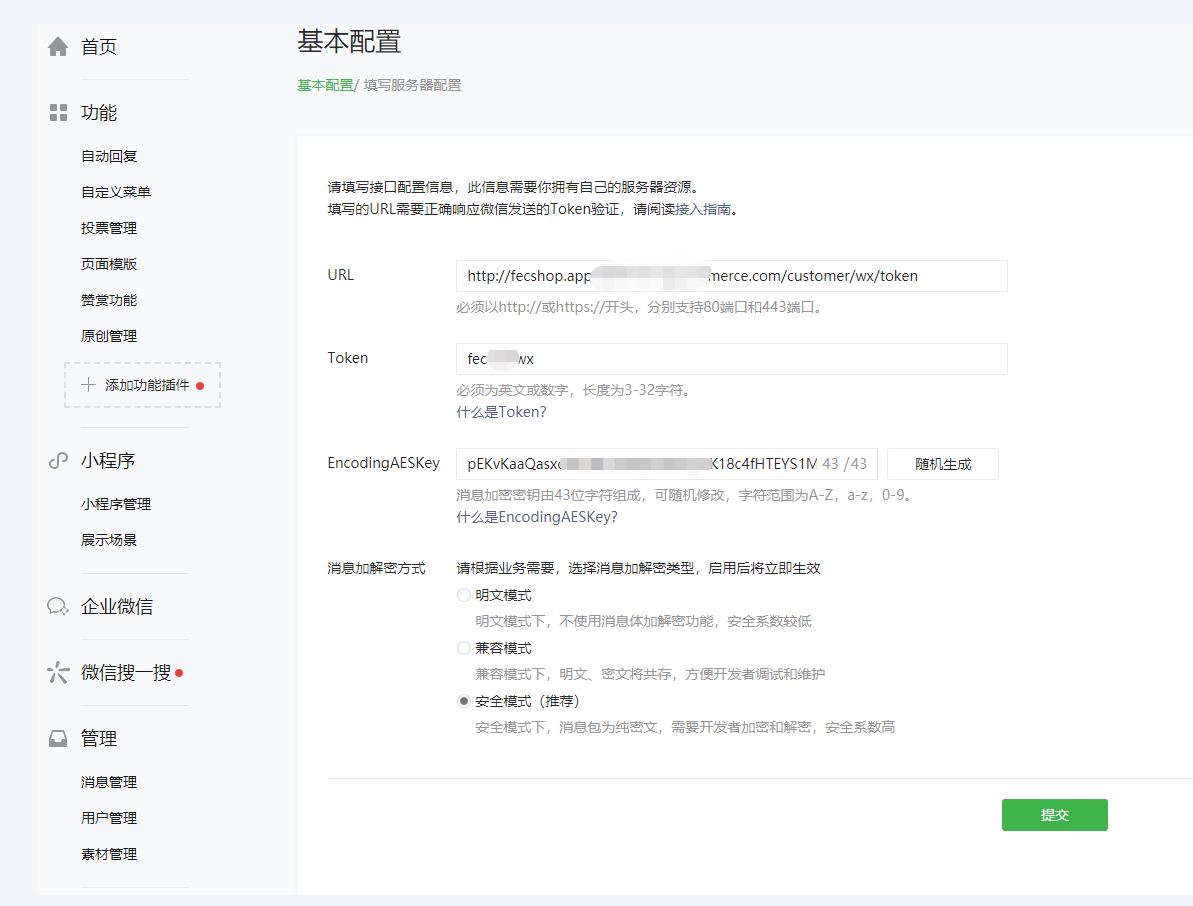 首页
功能
自动回复
自定义菜单
投票管理
页面模版
赞赏功能
原创管理
添加功能插件
小程序
小程序管理
展示场景
企业微信
微信搜一搜
管理
消息管理
用户管理
素材管理
基本配置
基本配置/ 填写服务器配置
请填写接口配置信息，此信息需要你拥有自己的服务器资源。
填写的URL需要正确响应微信发送的Token验证，请阅读接入指南。
URL
http://fecshop.app merce.com/customer/wx/token
必须以http://或https://开头，分别支持80端口和443端口。
Token
fec wx
必须为英文或数字，长度为3-32字符。
什么是Token?
EncodingAESKey
pEKvKaaQasx K18c4fHTEYS1M 43 /43
随机生成
消息加密密钥由43位字符组成，可随机修改，字符范围为A-Z，a-z，0-9。
什么是EncodingAESKey?
消息加解密方式
请根据业务需要，选择消息加解密类型，启用后将立即生效
明文模式
明文模式下，不使用消息体加解密功能，安全系数较低
兼容模式
兼容模式下，明文、密文将共存，方便开发者调试和维护
安全模式（推荐）
安全模式下，消息包为纯密文，需要开发者加密和解密，安全系数高
提交